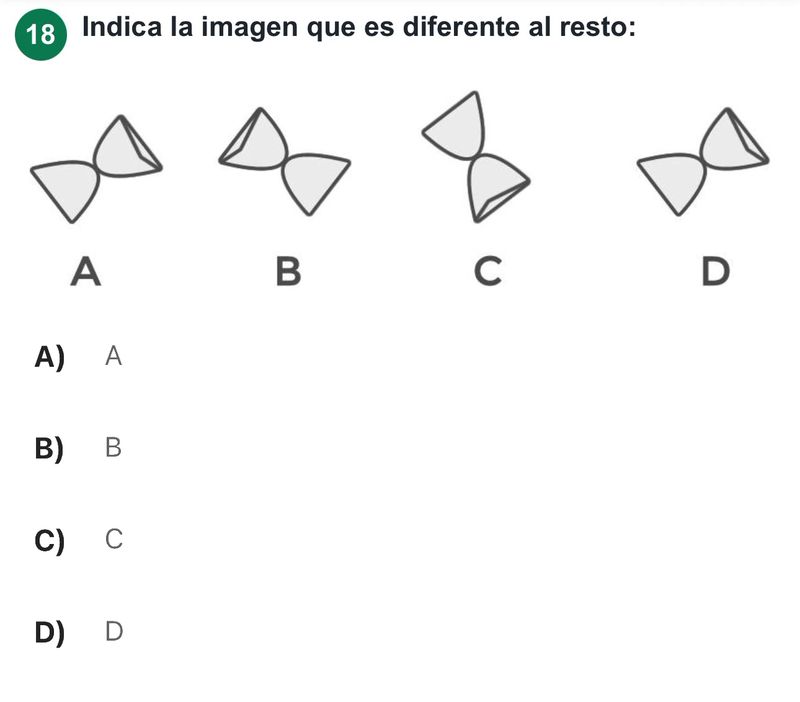 18 Indica la imagen que es diferente al resto:
A B C D
A) A
B) B
C) C
D) D